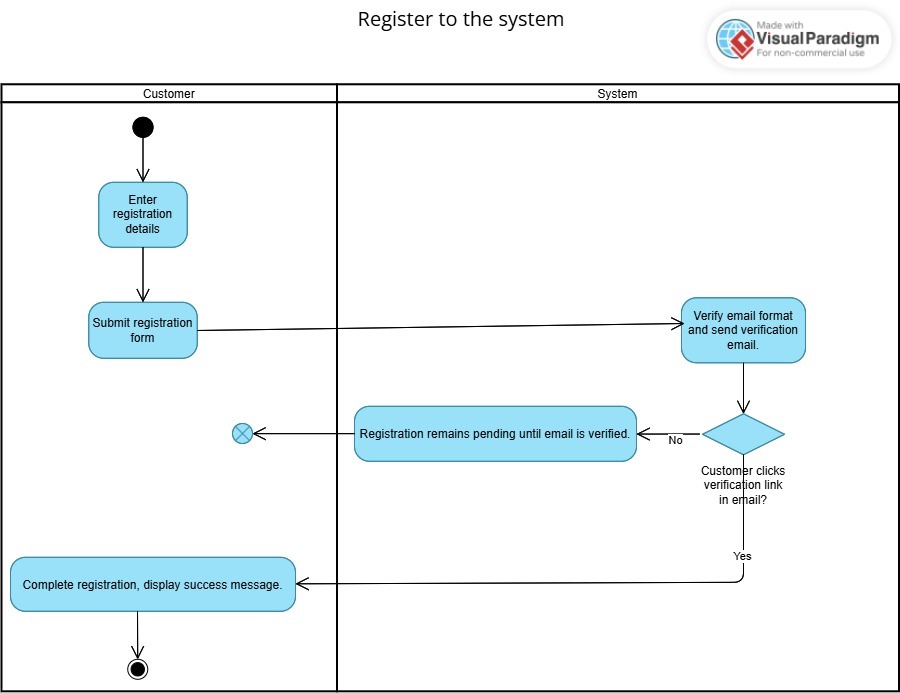 Register to the system
Made with
Visual Paradigm
For non-commercial use
Customer
System
Enter
registration
details
Submit registration
form
Verify email format
and send verification
email.
Registration remains pending until email is verified.
No
Customer clicks
verification link
in email?
Yes
Complete registration, display success message.